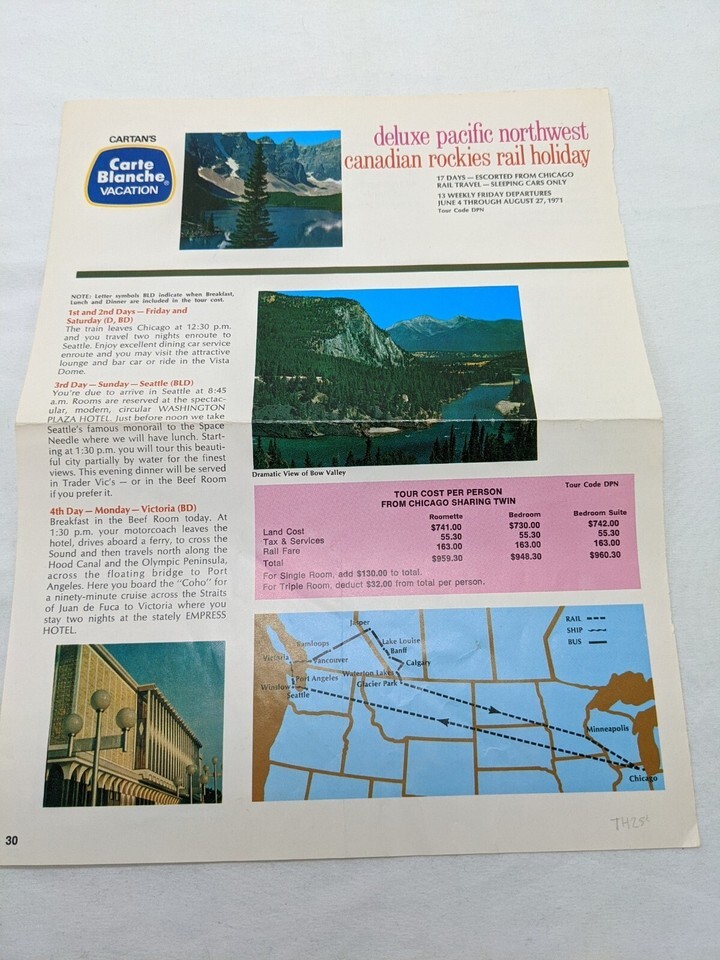 CARTAN'S
Carte
Blanche®
VACATION
deluxe pacific northwest
canadian rockies rail holiday
17 DAYS — ESCORTED FROM CHICAGO
RAIL TRAVEL — SLEEPING CARS ONLY
13 WEEKLY FRIDAY DEPARTURES
JUNE 4 THROUGH AUGUST 27, 1971
Tour Code DPN
NOTE: Letter symbols BLD indicate when Breakfast,
Lunch and Dinner are included in the tour cost.
1st and 2nd Days — Friday and
Saturday (D, BD)
The train leaves Chicago at 12:30 p.m.
and you travel two nights enroute to
Seattle. Enjoy excellent dining car service
enroute and you may visit the attractive
lounge and bar car or ride in the Vista
Dome.
3rd Day — Sunday — Seattle (BLD)
You're due to arrive in Seattle at 8:45
a.m. Rooms are reserved at the spectac-
ular, modern, circular WASHINGTON
PLAZA HOTEL. Just before noon we take
Seattle's famous monorail to the Space
Needle where we will have lunch. Start-
ing at 1:30 p.m. you will tour this beauti-
ful city partially by water for the finest
views. This evening dinner will be served
in Trader Vic's — or in the Beef Room
if you prefer it.
4th Day — Monday — Victoria (BD)
Breakfast in the Beef Room today. At
1:30 p.m. your motorcoach leaves the
hotel, drives aboard a ferry, to cross the
Sound and then travels north along the
Hood Canal and the Olympic Peninsula,
across the floating bridge to Port
Angeles. Here you board the "Coho" for
a ninety-minute cruise across the Straits
of Juan de Fuca to Victoria where you
stay two nights at the stately EMPRESS
HOTEL.
Dramatic View of Bow Valley
Tour Code DPN
TOUR COST PER PERSON
FROM CHICAGO SHARING TWIN
Roomette Bedroom Bedroom Suite
Land Cost $741.00 $730.00 $742.00
Tax & Services 55.30 55.30 55.30
Rail Fare 163.00 163.00 163.00
Total $959.30 $948.30 $960.30
For Single Room, add $130.00 to total.
For Triple Room, deduct $32.00 from total per person.
RAIL
SHIP
BUS
Jasper
Kamloops
Lake Louise
Banff
Victoria
Vancouver
Calgary
Waterton Lakes
Port Angeles
Glacier Park
Winslow
Seattle
Minneapolis
Chicago
30